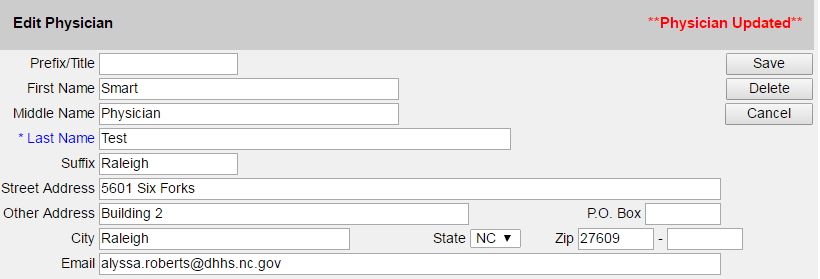 Edit Physician **Physician Updated**
Prefix/Title Save
First Name Smart Delete
Middle Name Physician Cancel
* Last Name Test
Suffix Raleigh
Street Address 5601 Six Forks
Other Address Building 2 P.O. Box
City Raleigh State NC ▼ Zip 27609 -
Email alyssa.roberts@dhhs.nc.gov